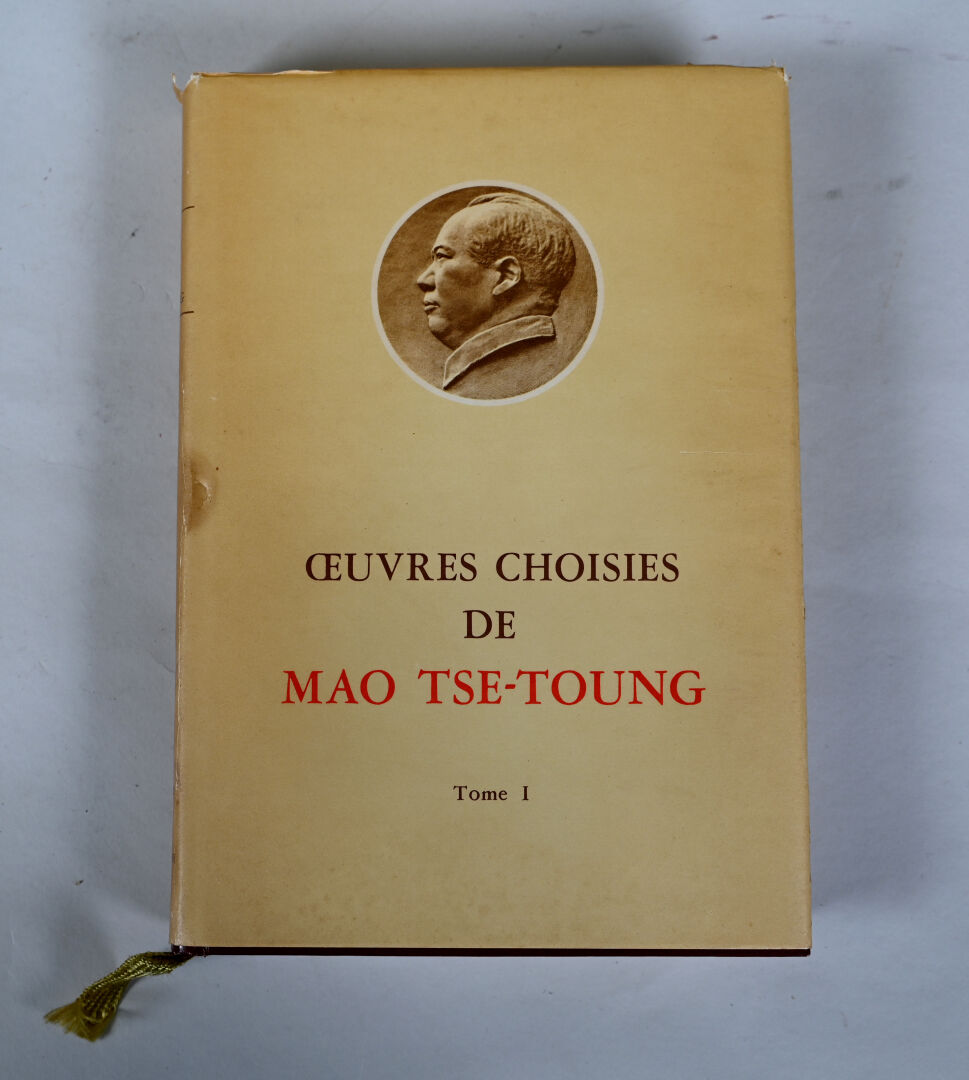 ŒUVRES CHOISIES
DE
MAO TSE-TOUNG
Tome I